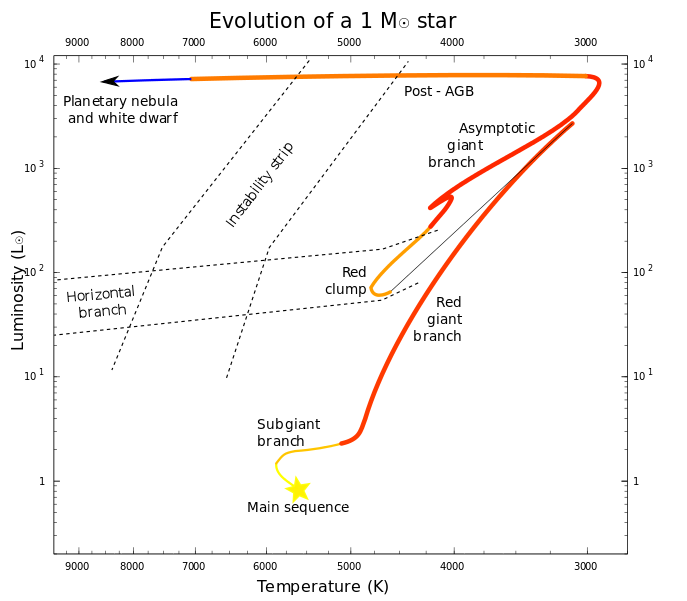 Evolution of a 1 M☉ star
9000 8000 7000 6000 5000 4000 3000
10⁴ 10⁴
Planetary nebula
and white dwarf
Post - AGB
Asymptotic
giant
branch
Instability strip
10³ 10³
10² 10²
Luminosity (L☉)
Horizontal
branch
Red
clump
Red
giant
branch
10¹ 10¹
Subgiant
branch
1 1
Main sequence
9000 8000 7000 6000 5000 4000 3000
Temperature (K)